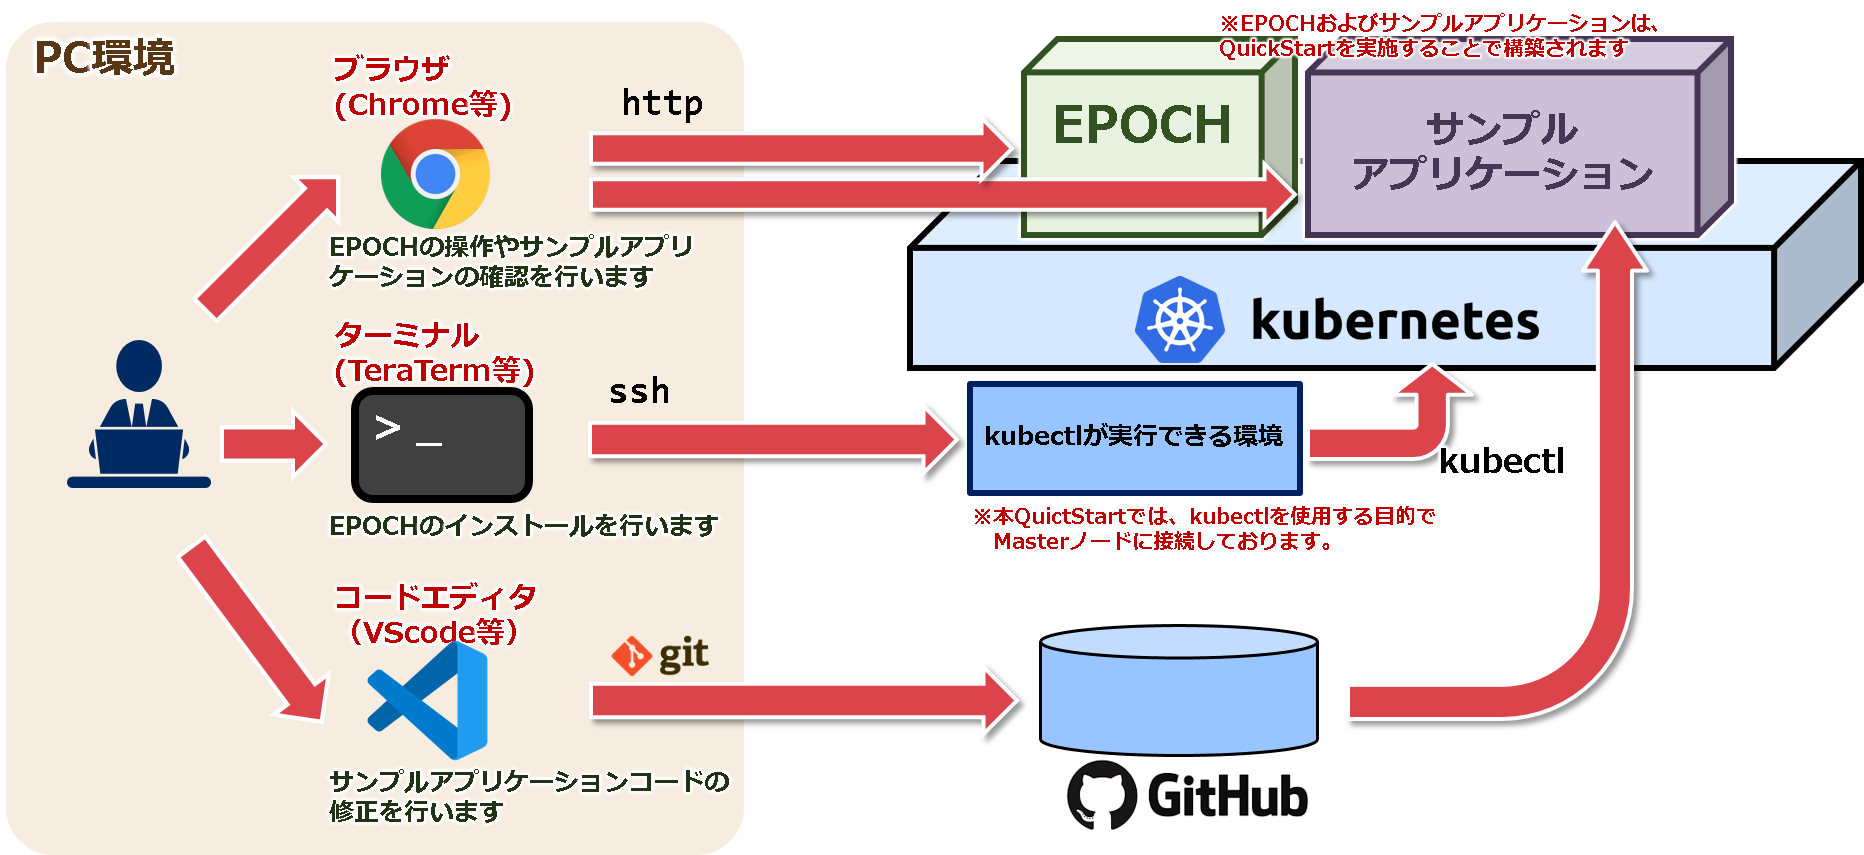 PC環境
ブラウザ
(Chrome等)
EPOCHの操作やサンプルアプリ
ケーションの確認を行います
ターミナル
(TeraTerm等)
> _
EPOCHのインストールを行います
コードエディタ
（VScode等）
サンプルアプリケーションコードの
修正を行います
http
ssh
git
※EPOCHおよびサンプルアプリケーションは、
QuickStartを実施することで構築されます
EPOCH
サンプル
アプリケーション
kubernetes
kubectlが実行できる環境
kubectl
※本QuictStartでは、kubectlを使用する目的で
Masterノードに接続しております。
GitHub